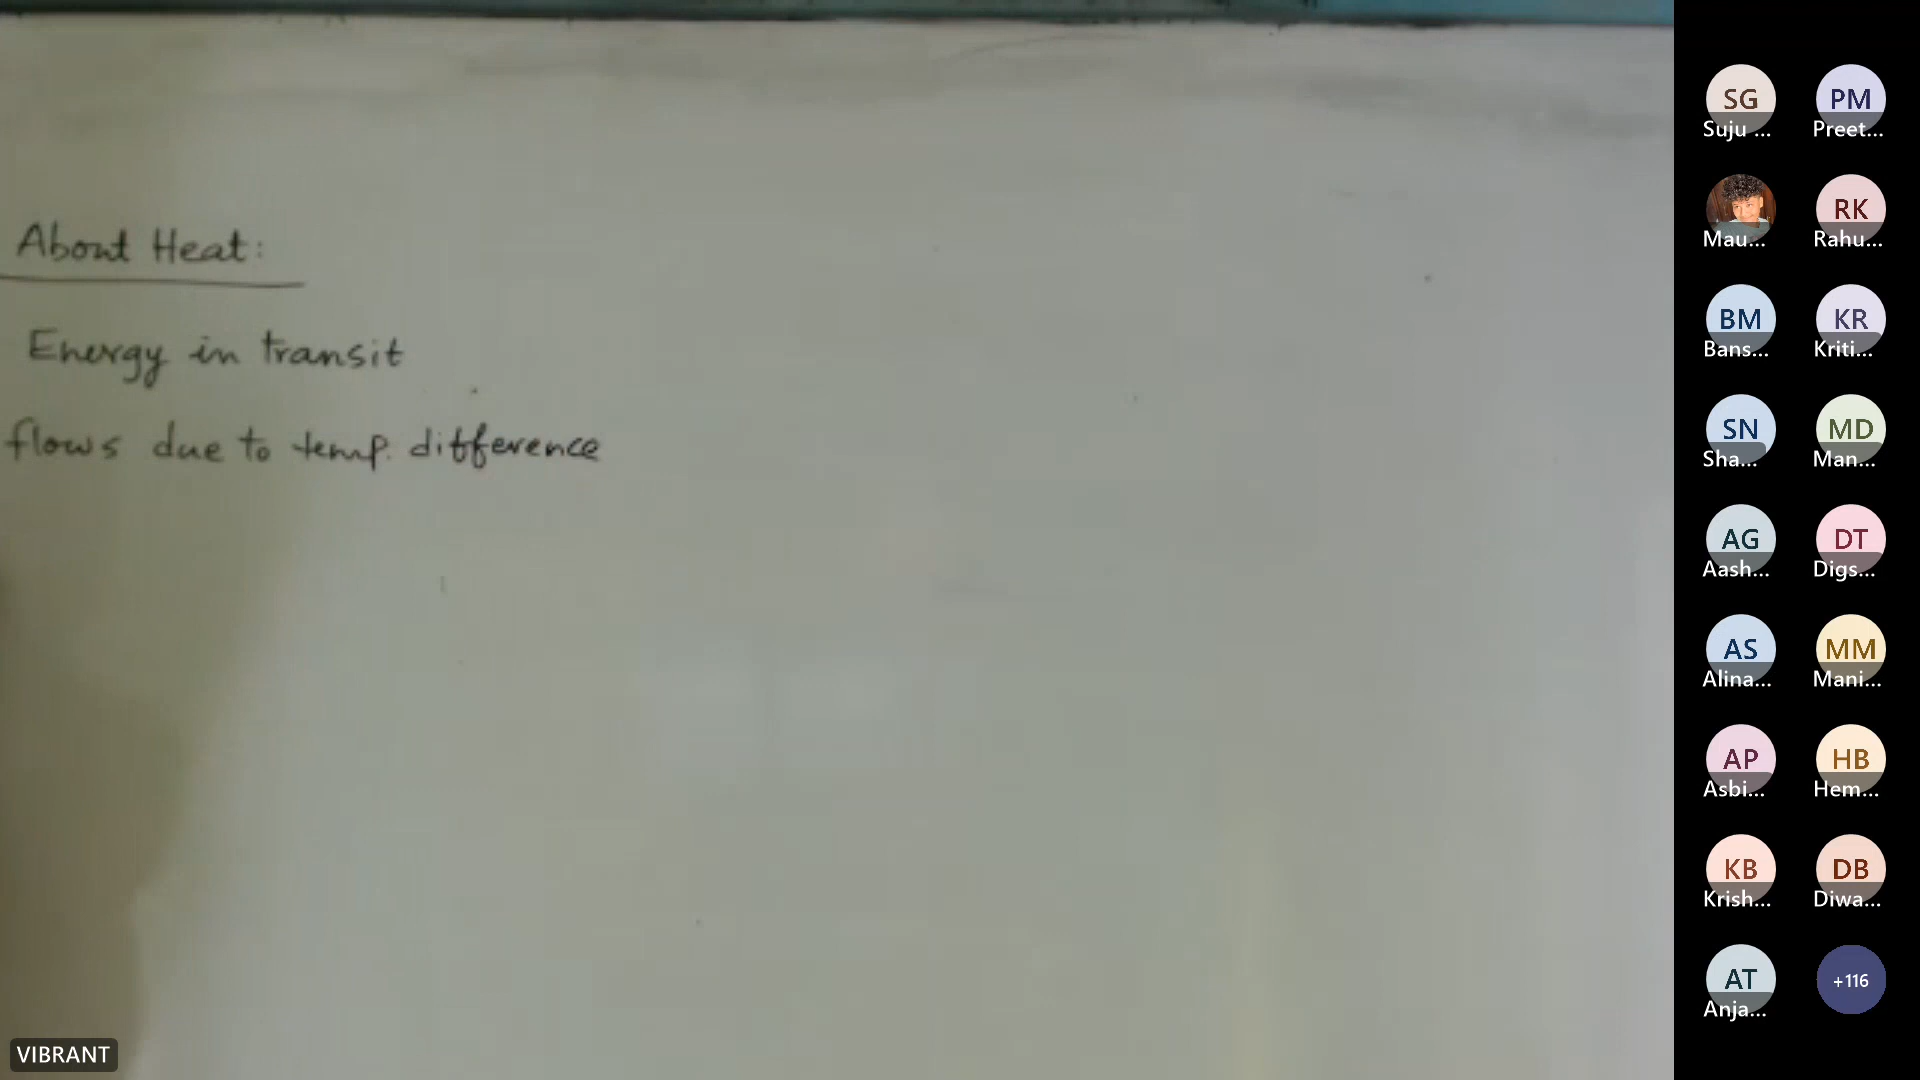 About Heat:
Energy in transit
flows due to temp. difference
VIBRANT
SG
Suju ...
PM
Preet...
Mau...
RK
Rahu...
BM
Bans...
KR
Kriti...
SN
Sha...
MD
Man...
AG
Aash...
DT
Digs...
AS
Alina...
MM
Mani...
AP
Asbi...
HB
Hem...
KB
Krish...
DB
Diwa...
AT
Anja...
+116